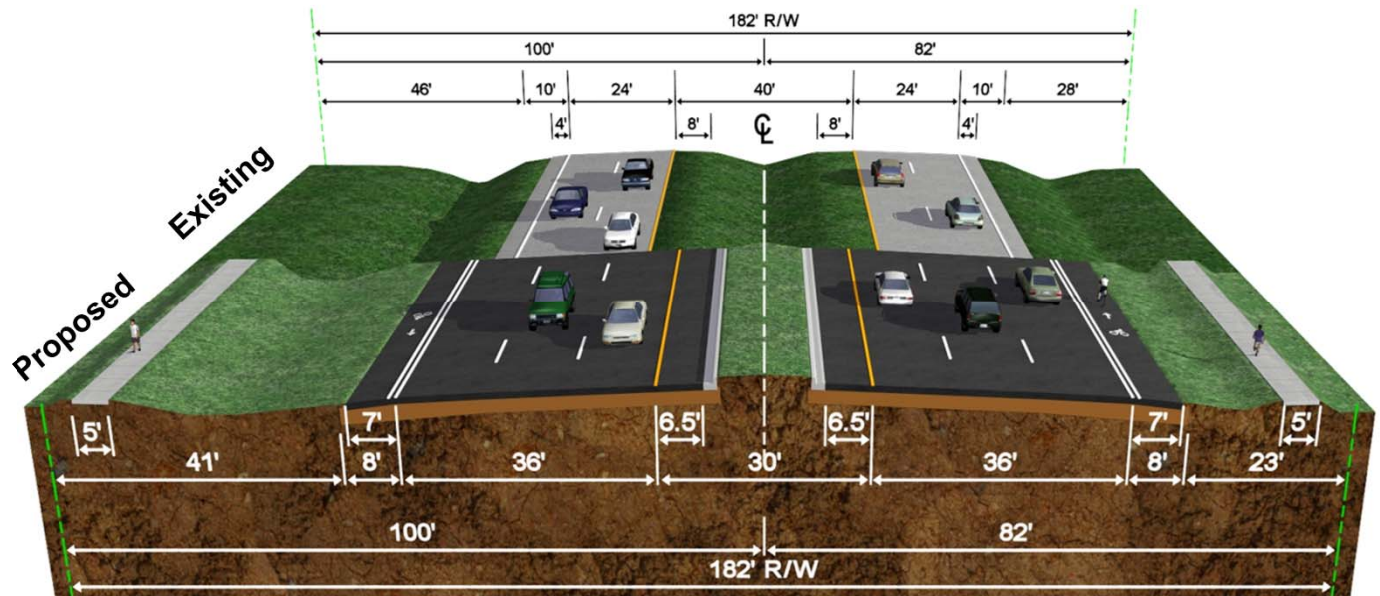 182' R/W
100' 82'
46' 10' 24' 40' 24' 10' 28'
4' 8' ℄ 8' 4'
Existing
Proposed
5' 7' 6.5' 6.5' 7' 5'
41' 8' 36' 30' 36' 8' 23'
100' 82'
182' R/W